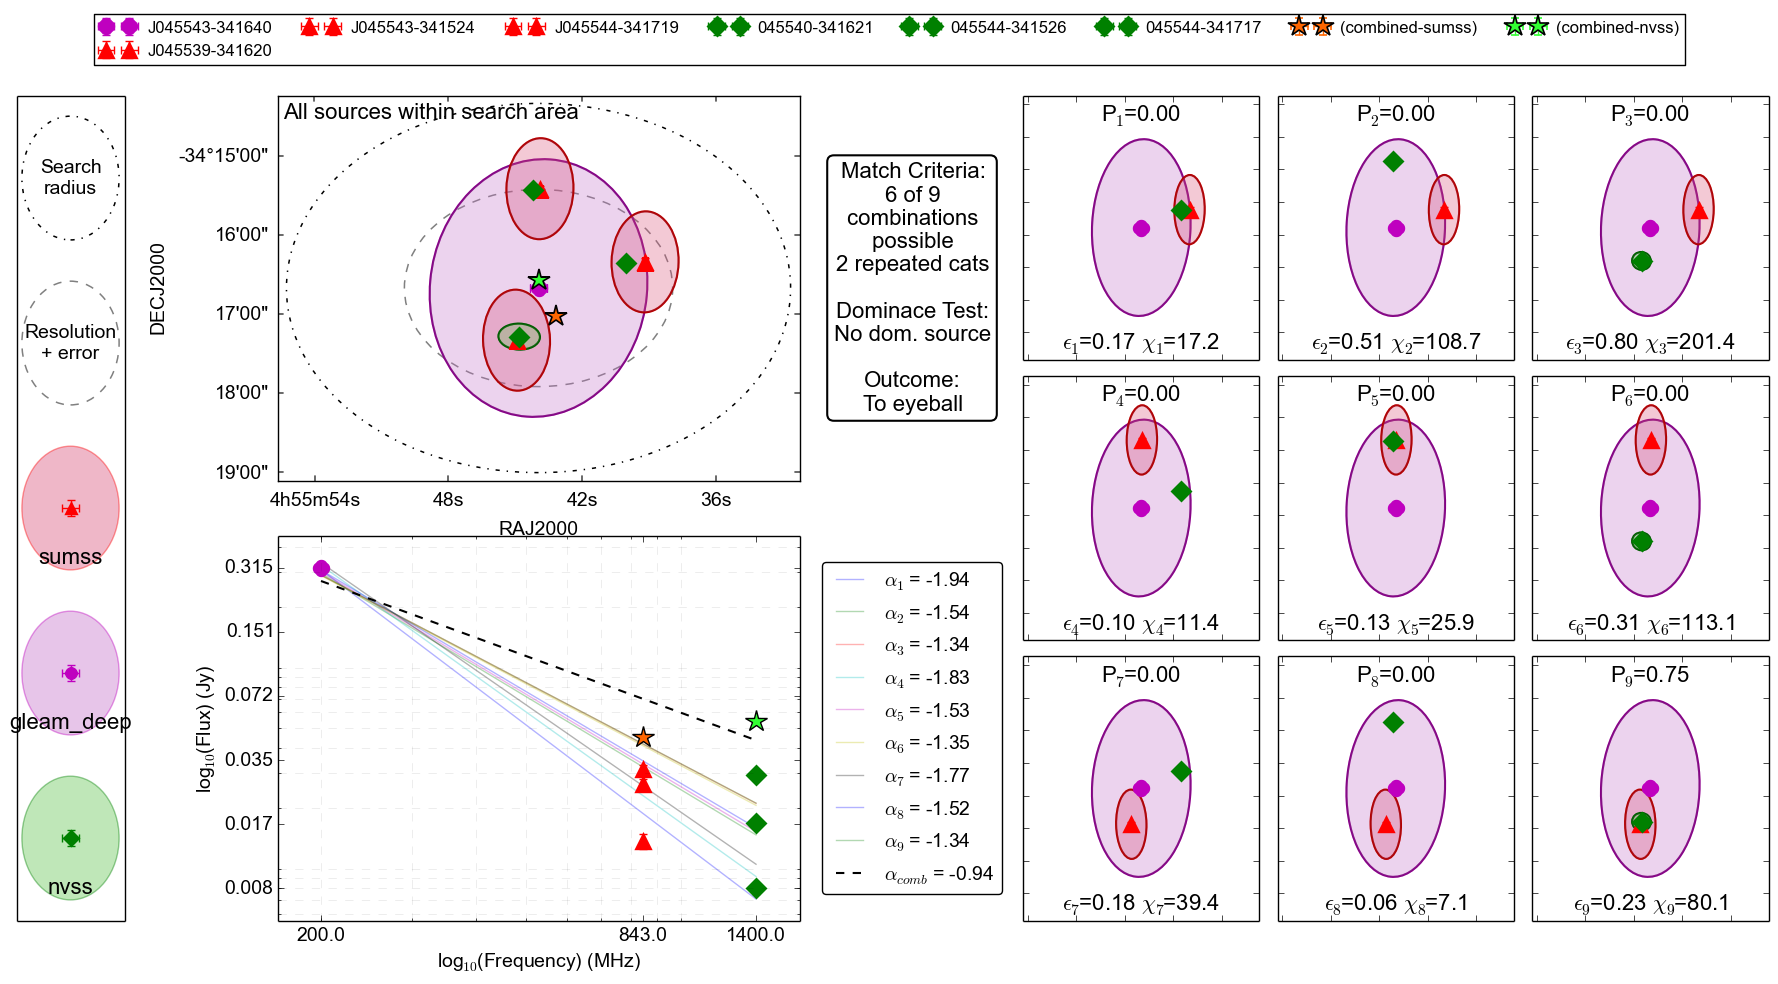 J045543-341640 J045543-341524 J045544-341719 045540-341621 045544-341526 045544-341717 (combined-sumss) (combined-nvss)
J045539-341620
Search
radius
Resolution
+ error
sumss
gleam_deep
nvss
All sources within search area
DECJ2000
-34°15'00"
16'00"
17'00"
18'00"
19'00"
4h55m54s 48s 42s 36s
RAJ2000
Match Criteria:
6 of 9
combinations
possible
2 repeated cats
Dominace Test:
No dom. source
Outcome:
To eyeball
log₁₀(Flux) (Jy)
0.315
0.151
0.072
0.035
0.017
0.008
200.0 843.0 1400.0
log₁₀(Frequency) (MHz)
α₁ = -1.94
α₂ = -1.54
α₃ = -1.34
α₄ = -1.83
α₅ = -1.53
α₆ = -1.35
α₇ = -1.77
α₈ = -1.52
α₉ = -1.34
α_comb = -0.94
P₁=0.00 P₂=0.00 P₃=0.00
ϵ₁=0.17 χ₁=17.2 ϵ₂=0.51 χ₂=108.7 ϵ₃=0.80 χ₃=201.4
P₄=0.00 P₅=0.00 P₆=0.00
ϵ₄=0.10 χ₄=11.4 ϵ₅=0.13 χ₅=25.9 ϵ₆=0.31 χ₆=113.1
P₇=0.00 P₈=0.00 P₉=0.75
ϵ₇=0.18 χ₇=39.4 ϵ₈=0.06 χ₈=7.1 ϵ₉=0.23 χ₉=80.1